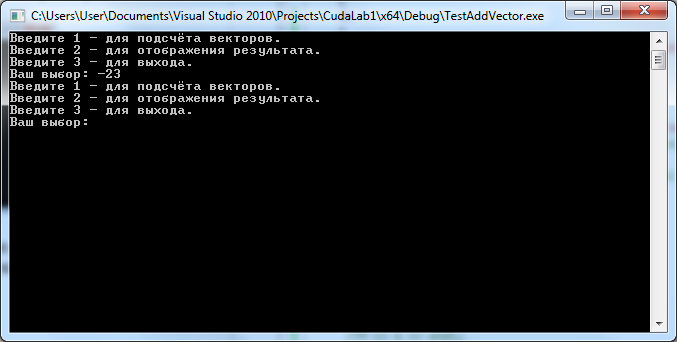 C:\Users\User\Documents\Visual Studio 2010\Projects\CudaLab1\x64\Debug\TestAddVector.exe
Введите 1 - для подсчёта векторов.
Введите 2 - для отображения результата.
Введите 3 - для выхода.
Ваш выбор: -23
Введите 1 - для подсчёта векторов.
Введите 2 - для отображения результата.
Введите 3 - для выхода.
Ваш выбор: